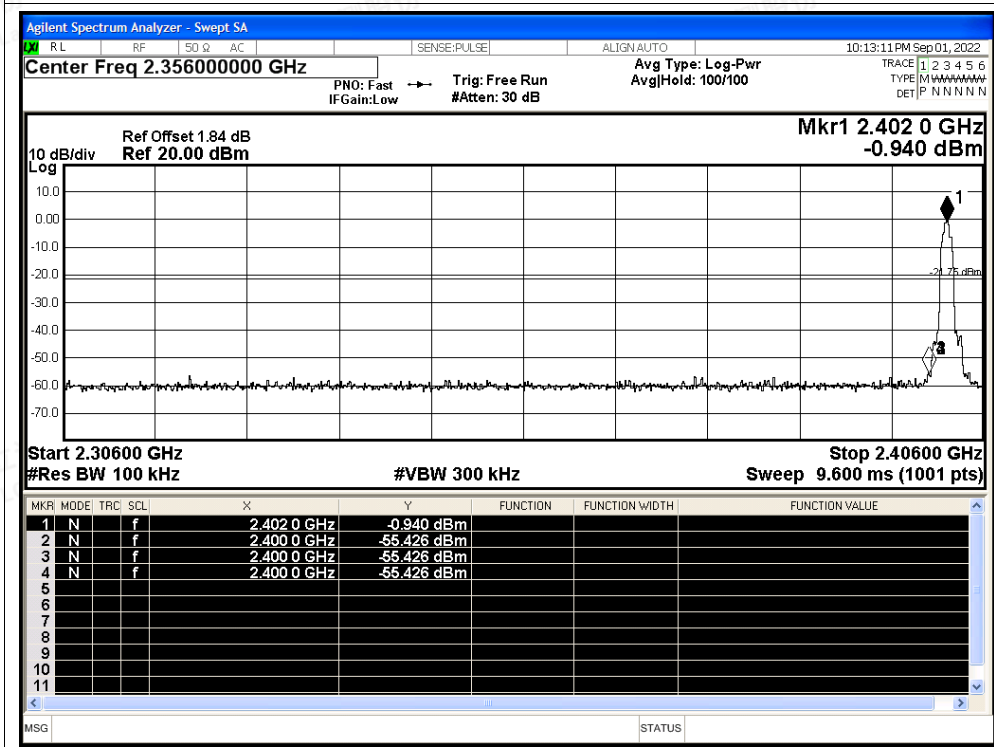 Agilent Spectrum Analyzer - Swept SA
LXI RL RF 50 Ω AC SENSE:PULSE ALIGN AUTO 10:13:11 PM Sep 01, 2022
Center Freq 2.356000000 GHz
PNO: Fast
IFGain:Low
Trig: Free Run
#Atten: 30 dB
Avg Type: Log-Pwr
Avg|Hold: 100/100
TRACE 1 2 3 4 5 6
TYPE M
DET P N N N N N
Mkr1 2.402 0 GHz
-0.940 dBm
Ref Offset 1.84 dB
10 dB/div Ref 20.00 dBm
Log
10.0
0.00
-10.0
-20.0
-30.0
-40.0
-50.0
-60.0
-70.0
1
-21.75 dBm
Start 2.30600 GHz Stop 2.40600 GHz
#Res BW 100 kHz #VBW 300 kHz Sweep 9.600 ms (1001 pts)
MKR MODE TRC SCL X Y FUNCTION FUNCTION WIDTH FUNCTION VALUE
1 N f 2.402 0 GHz -0.940 dBm
2 N f 2.400 0 GHz -55.426 dBm
3 N f 2.400 0 GHz -55.426 dBm
4 N f 2.400 0 GHz -55.426 dBm
5
6
7
8
9
10
11
MSG STATUS